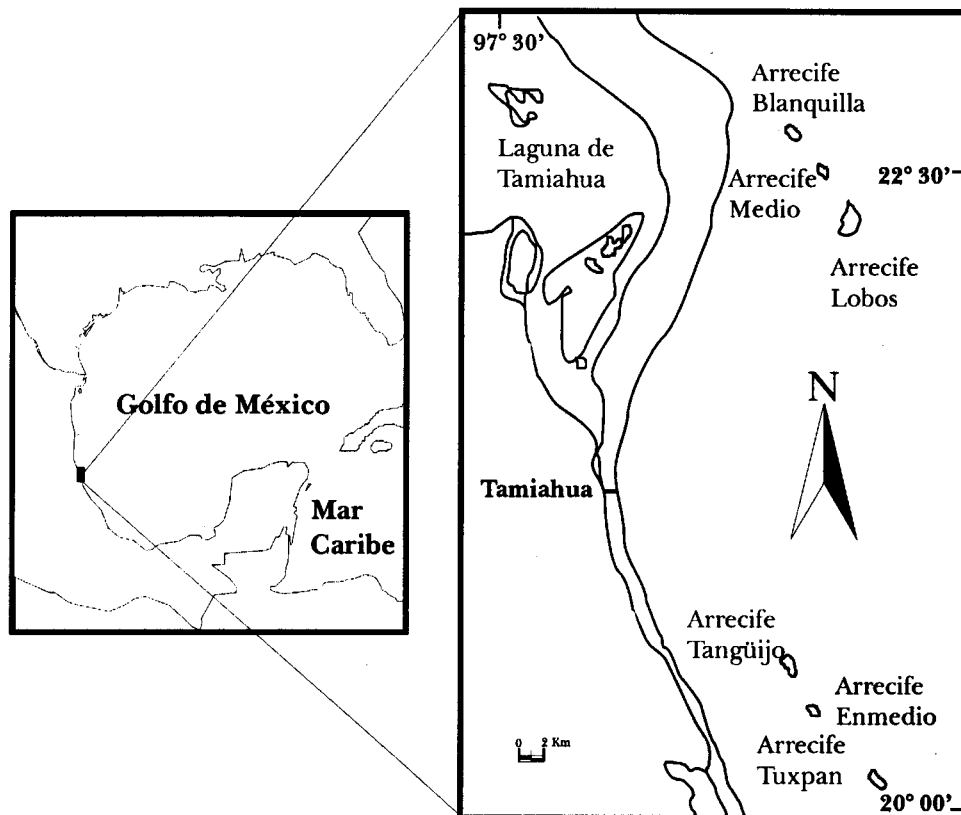 97° 30'
Arrecife
Blanquilla
Laguna de
Tamiahua
22° 30'
Arrecife
Medio
Arrecife
Lobos
N
Golfo de México
Mar
Caribe
Tamiahua
Arrecife
Tangüijo
Arrecife
Enmedio
0 2 Km
Arrecife
Tuxpan
20° 00'